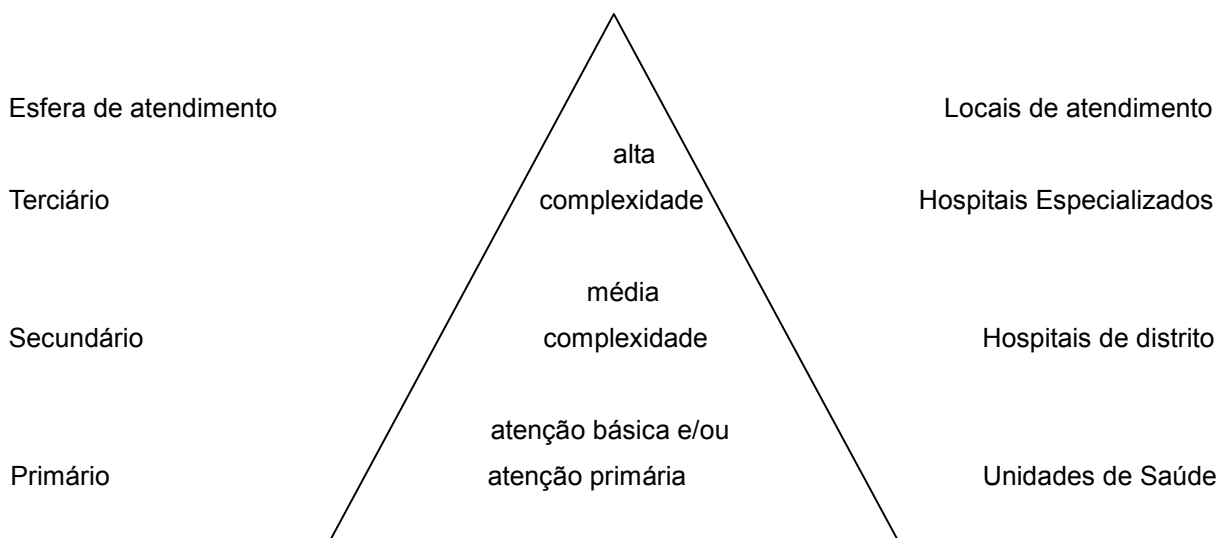 Esfera de atendimento
Locais de atendimento
alta
Terciário
complexidade
Hospitais Especializados
média
Secundário
complexidade
Hospitais de distrito
atenção básica e/ou
Primário
atenção primária
Unidades de Saúde